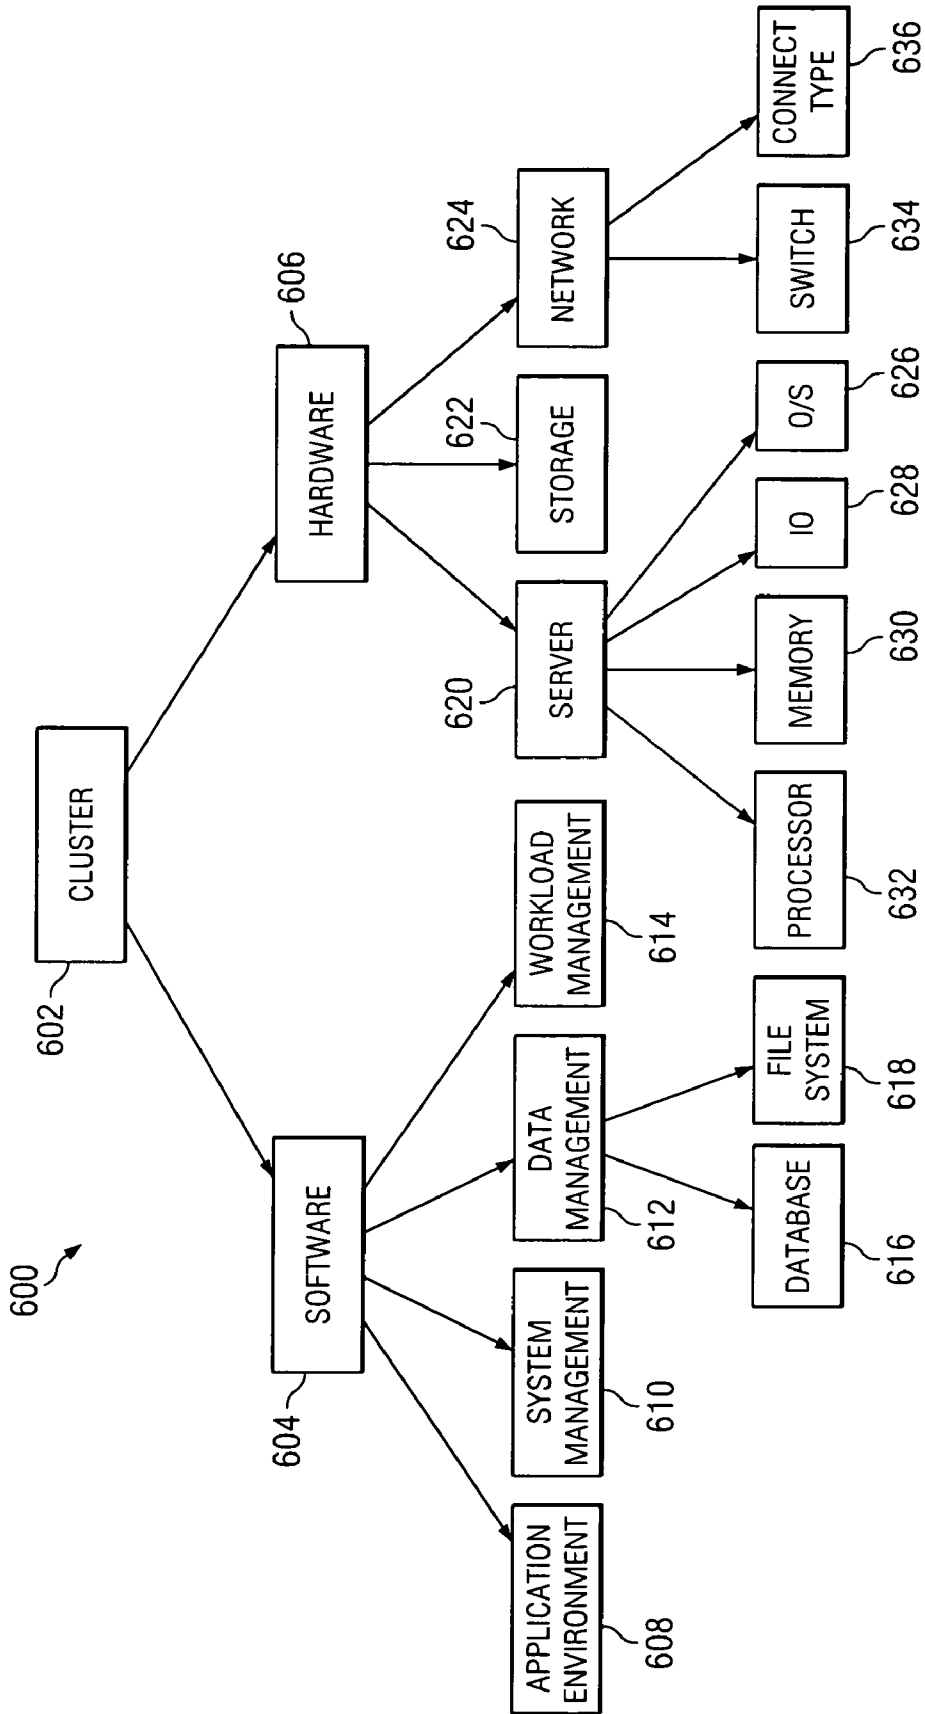 600
602
CLUSTER
604
SOFTWARE
HARDWARE
606
APPLICATION
ENVIRONMENT
608
SYSTEM
MANAGEMENT
610
DATA
MANAGEMENT
612
WORKLOAD
MANAGEMENT
614
620
SERVER
STORAGE
622
NETWORK
624
DATABASE
616
FILE
SYSTEM
618
PROCESSOR
632
MEMORY
630
IO
628
O/S
626
SWITCH
634
CONNECT
TYPE
636